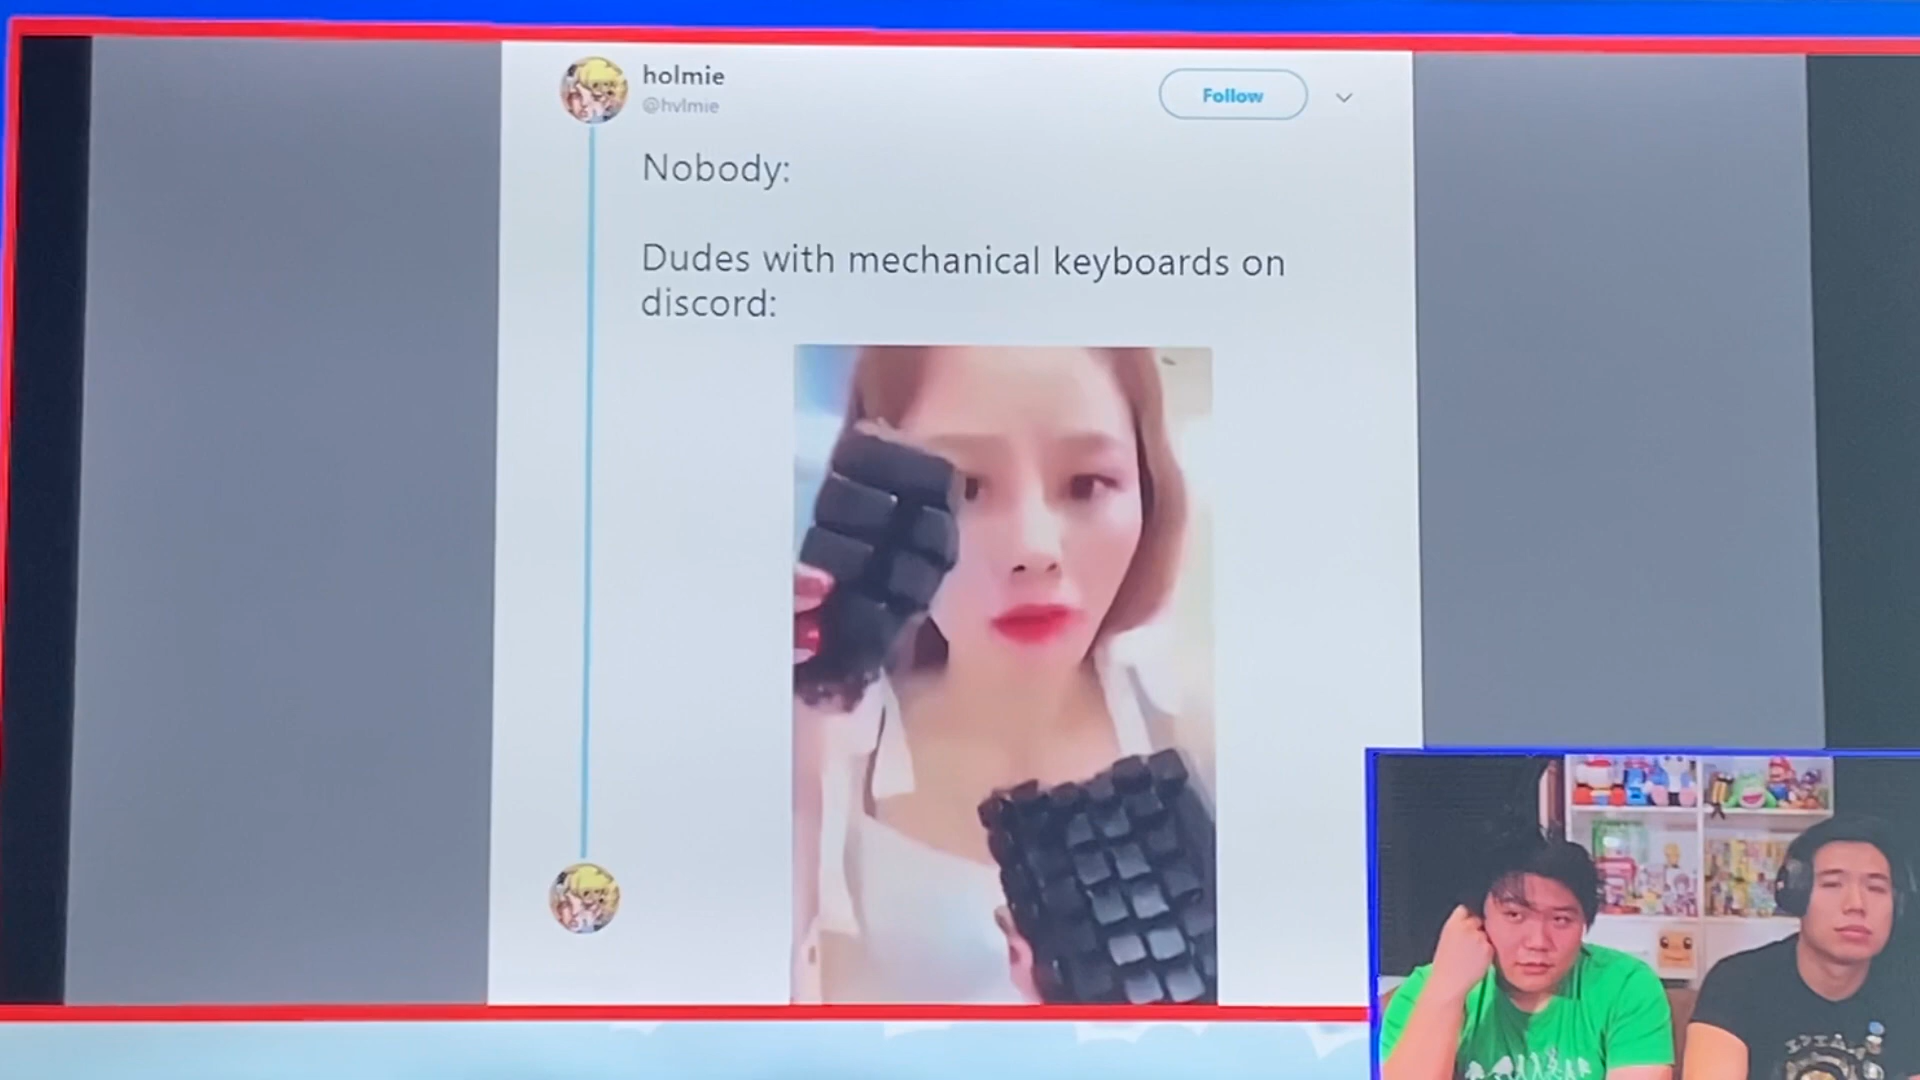 holmie
@hvlmie
Follow
Nobody:
Dudes with mechanical keyboards on
discord: